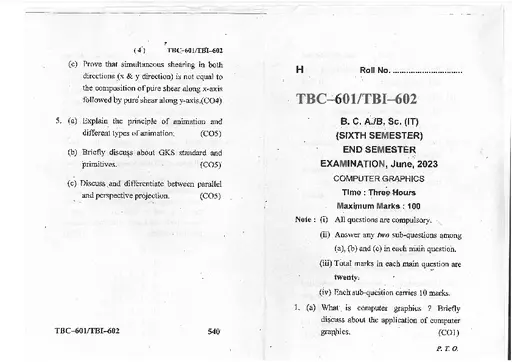 ( 4 ) TBC-601/TBI-602
(c) Prove that simultaneous shearing in both
directions (x & y direction) is not equal to
the composition of pure shear along x-axis
followed by pure shear along y-axis.(CO4)
5. (a) Explain the principle of animation and
different types of animation. (CO5)
(b) Briefly discuss about GKS standard and
primitives. (CO5)
(c) Discuss and differentiate between parallel
and perspective projection. (CO5)
TBC-601/TBI-602 540
H Roll No. ..............................
TBC-601/TBI-602
B. C. A./B. Sc. (IT)
(SIXTH SEMESTER)
END SEMESTER
EXAMINATION, June, 2023
COMPUTER GRAPHICS
Time : Three Hours
Maximum Marks : 100
Note : (i) All questions are compulsory.
(ii) Answer any two sub-questions among
(a), (b) and (c) in each main question.
(iii) Total marks in each main question are
twenty.
(iv) Each sub-question carries 10 marks.
1. (a) What is computer graphics ? Briefly
discuss about the application of computer
graphics. (CO1)
P. T. O.